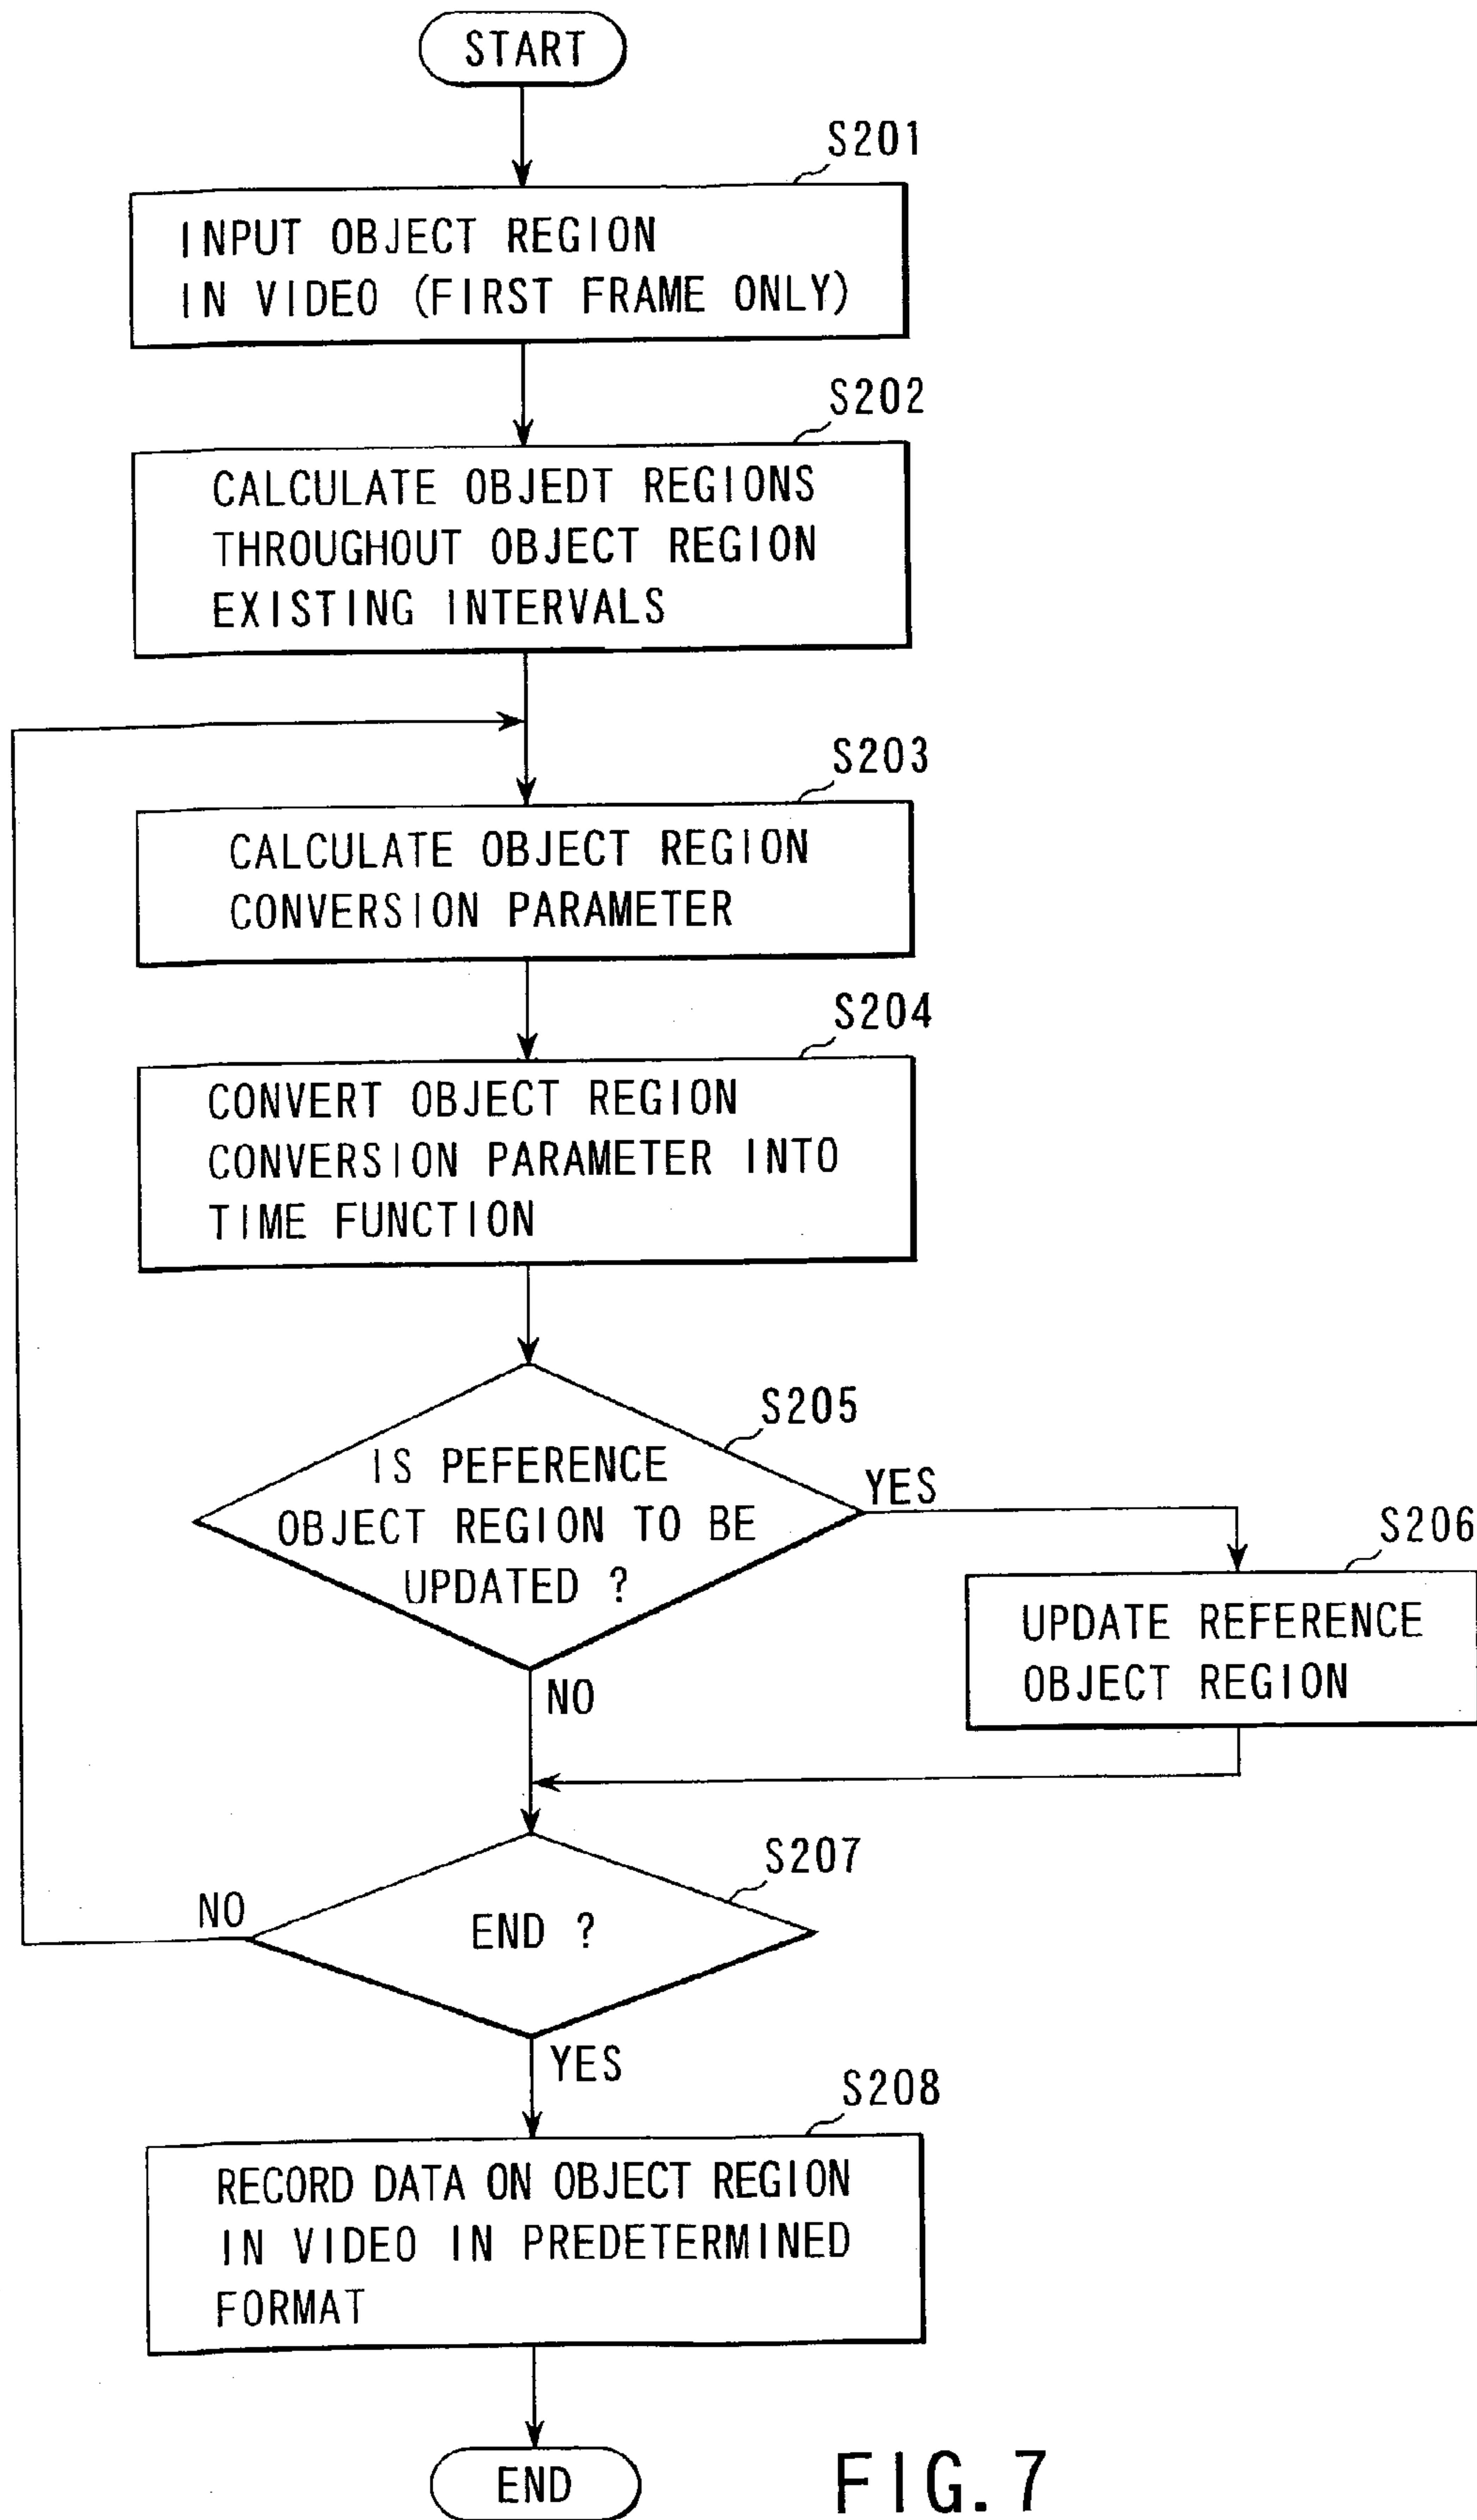 START
S201
INPUT OBJECT REGION
IN VIDEO (FIRST FRAME ONLY)
S202
CALCULATE OBJEDT REGIONS
THROUGHOUT OBJECT REGION
EXISTING INTERVALS
S203
CALCULATE OBJECT REGION
CONVERSION PARAMETER
S204
CONVERT OBJECT REGION
CONVERSION PARAMETER INTO
TIME FUNCTION
S205
IS PEFERENCE
OBJECT REGION TO BE
UPDATED ?
YES
S206
UPDATE REFERENCE
OBJECT REGION
NO
S207
END ?
NO
YES
S208
RECORD DATA ON OBJECT REGION
IN VIDEO IN PREDETERMINED
FORMAT
END
FIG. 7